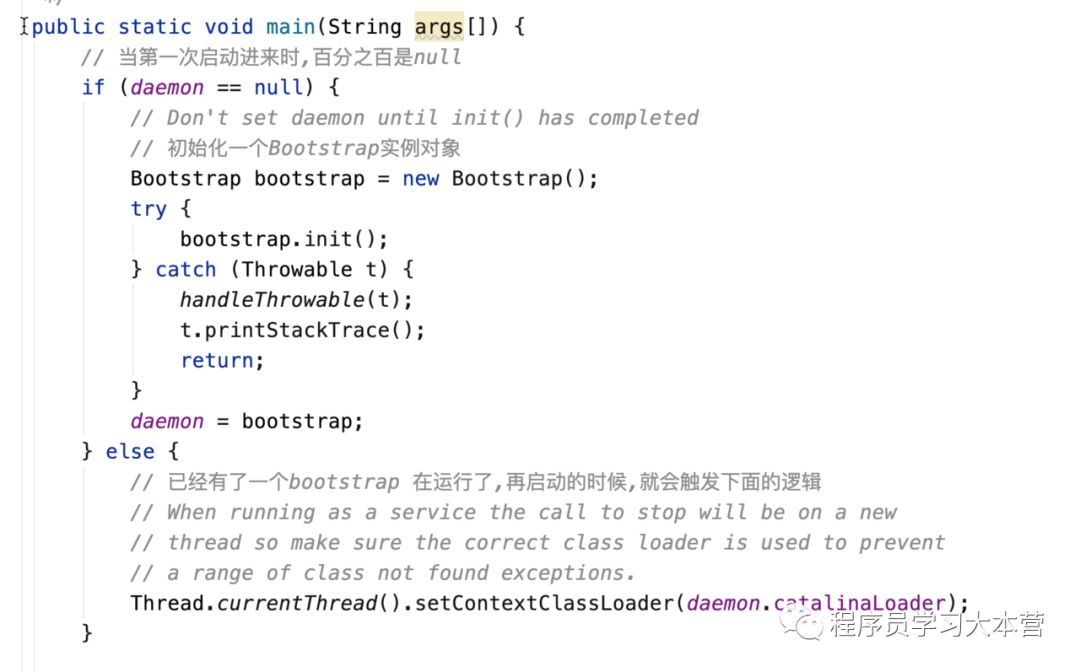 */
public static void main(String args[]) {
// 当第一次启动进来时,百分之百是null
if (daemon == null) {
// Don't set daemon until init() has completed
// 初始化一个Bootstrap实例对象
Bootstrap bootstrap = new Bootstrap();
try {
bootstrap.init();
} catch (Throwable t) {
handleThrowable(t);
t.printStackTrace();
return;
}
daemon = bootstrap;
} else {
// 已经有了一个bootstrap 在运行了,再启动的时候,就会触发下面的逻辑
// When running as a service the call to stop will be on a new
// thread so make sure the correct class loader is used to prevent
// a range of class not found exceptions.
Thread.currentThread().setContextClassLoader(daemon.catalinaLoader);
}
程序员学习大本营